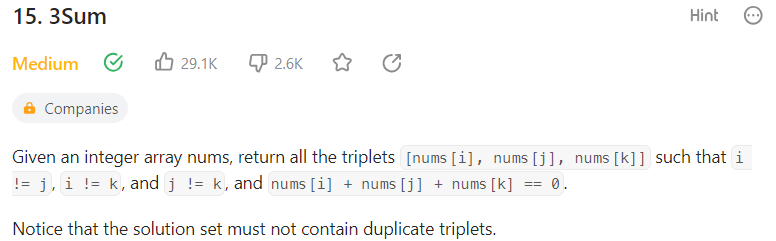 15. 3Sum Hint
Medium 29.1K 2.6K
Companies
Given an integer array nums, return all the triplets [nums[i], nums[j], nums[k]] such that i
!= j, i != k, and j != k, and nums[i] + nums[j] + nums[k] == 0.
Notice that the solution set must not contain duplicate triplets.